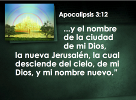 Apocalipsis 3:12
...y el nombre
de la ciudad
de mi Dios,
la nueva Jerusalén, la cual
desciende del cielo, de mi
Dios, y mi nombre nuevo."